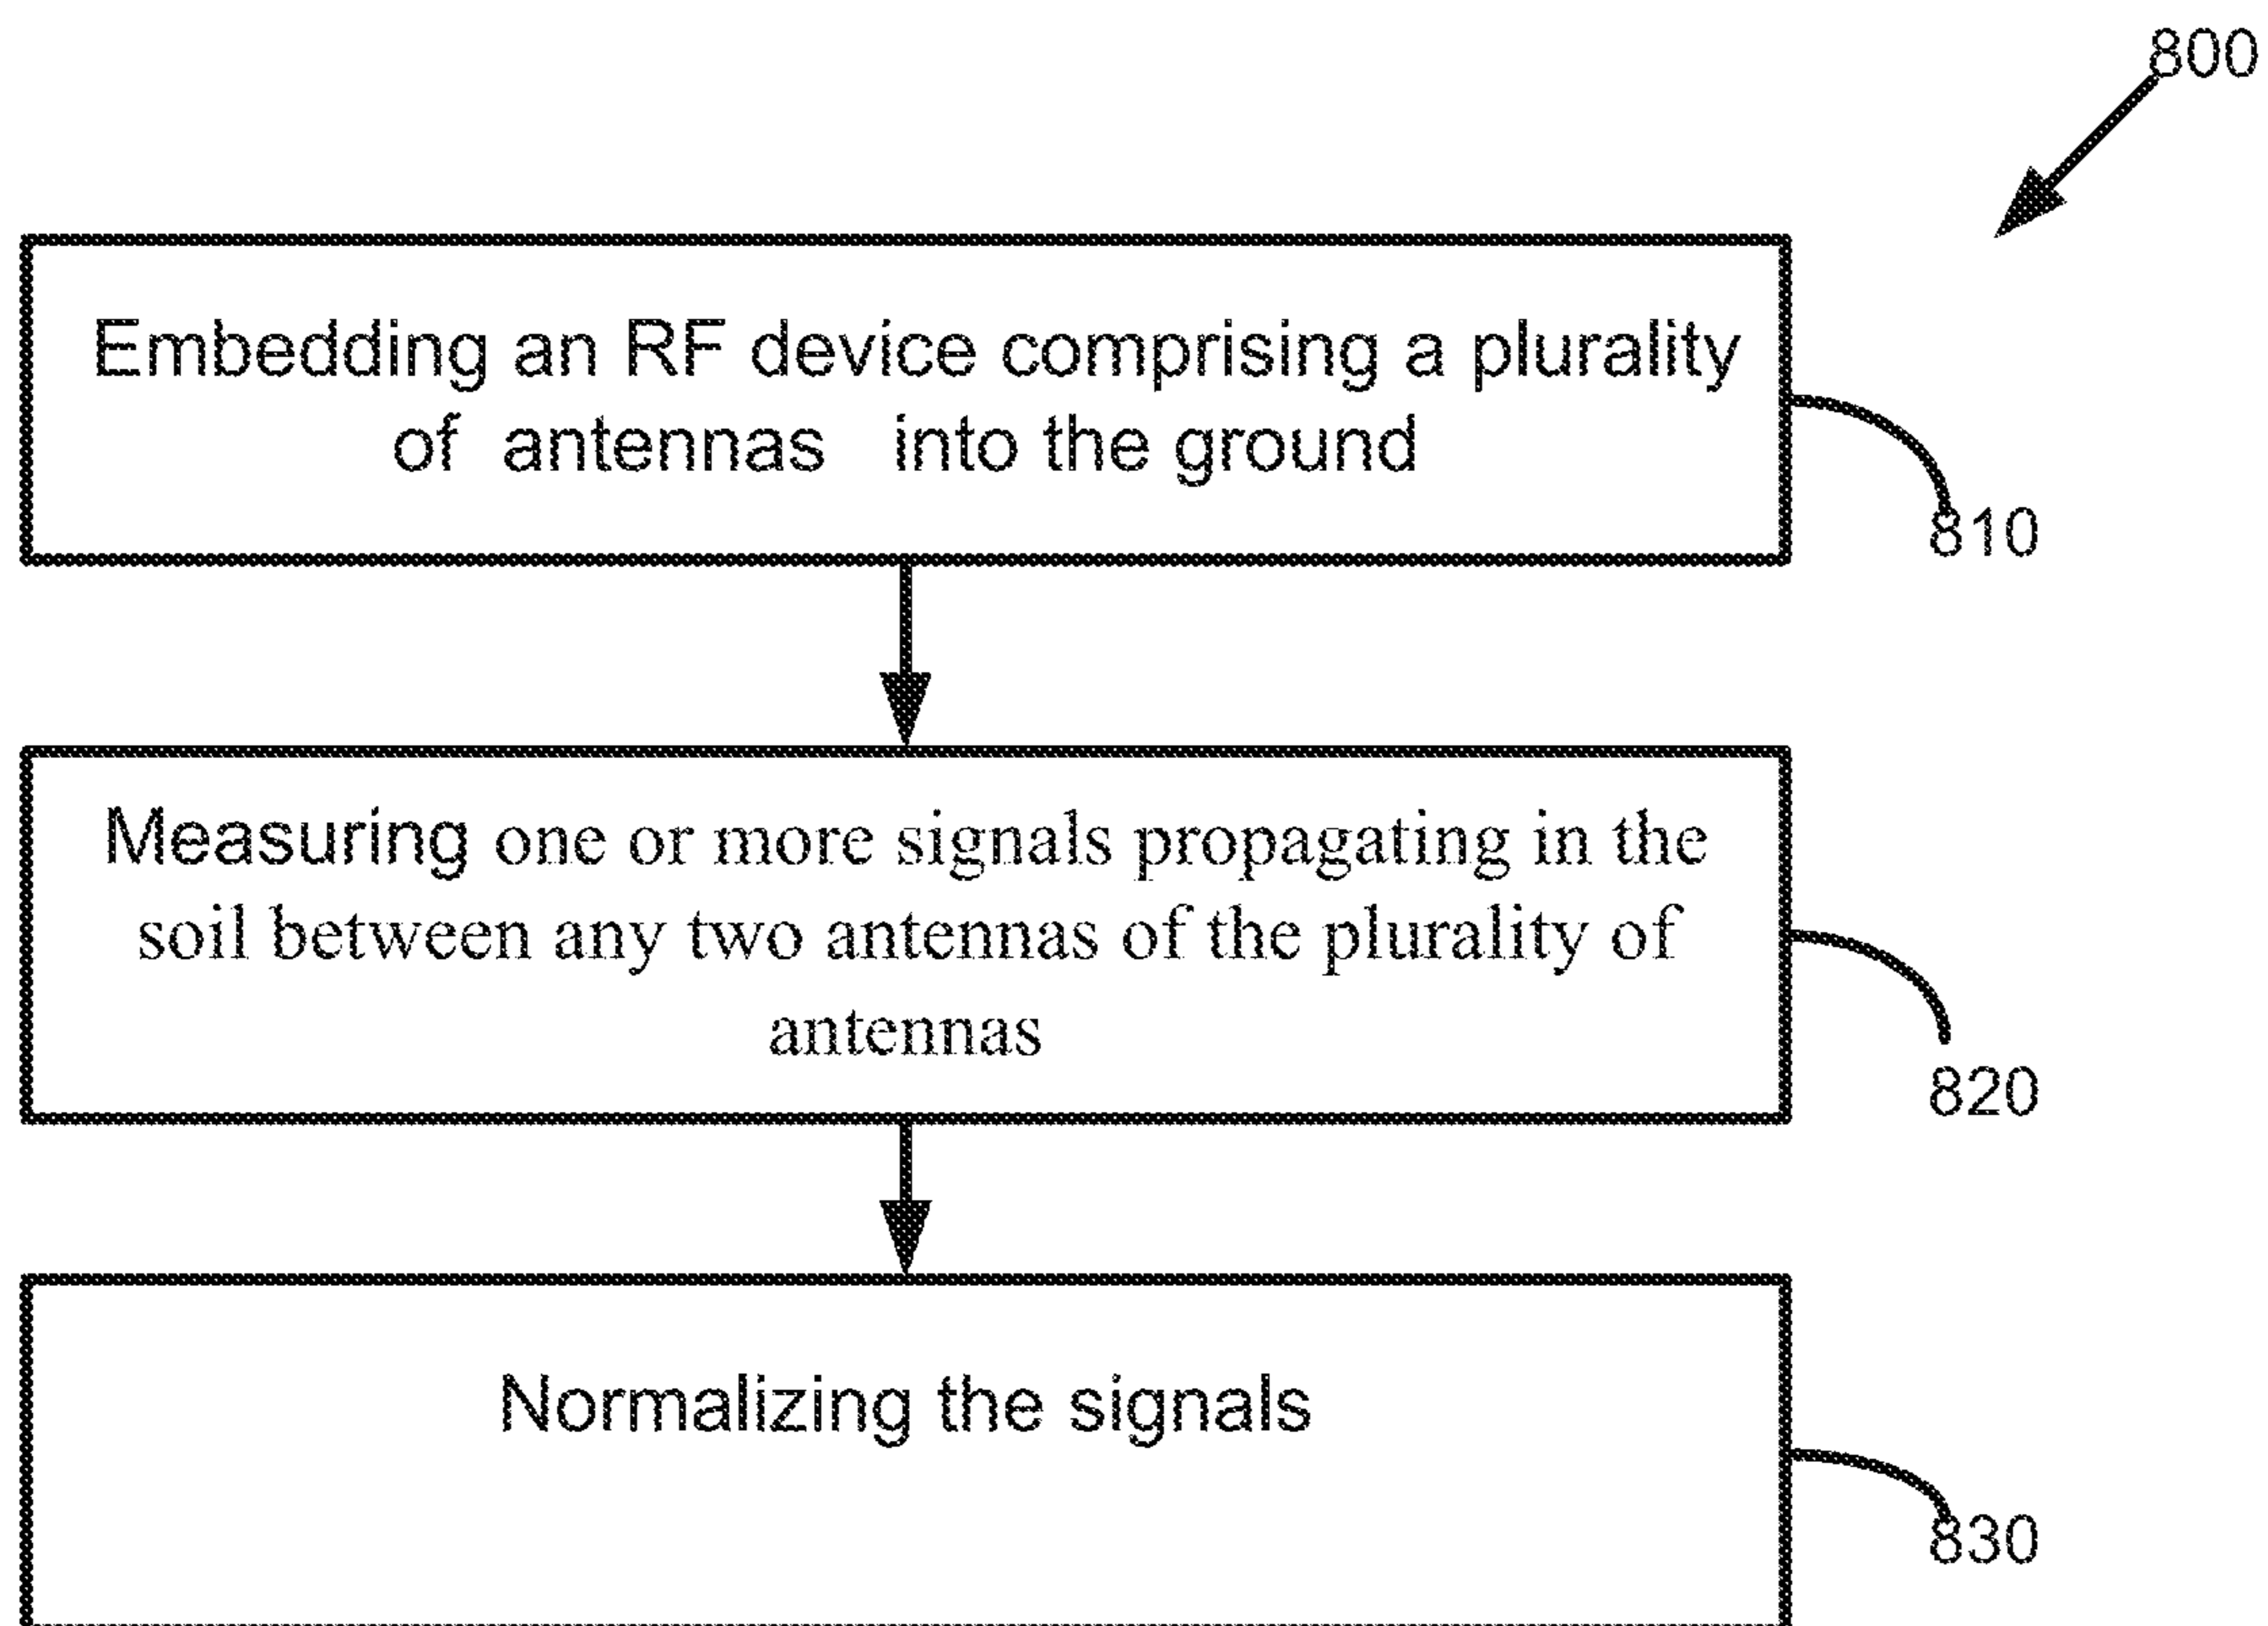 800
Embedding an RF device comprising a plurality
of antennas into the ground
810
Measuring one or more signals propagating in the
soil between any two antennas of the plurality of
antennas
820
Normalizing the signals
830